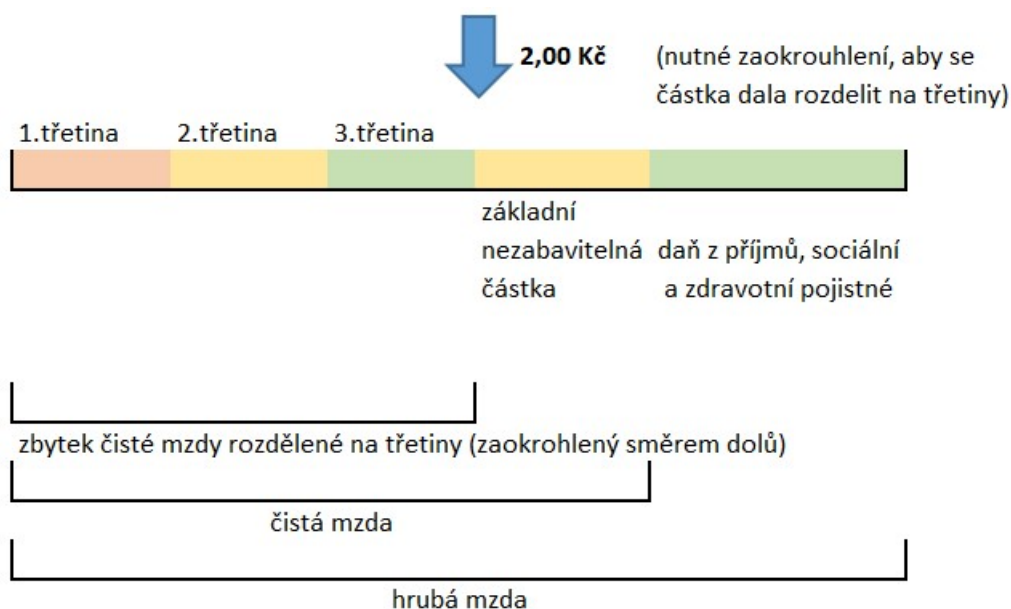 2,00 Kč (nutné zaokrouhlení, aby se
částka dala rozdelit na třetiny)
1.třetina 2.třetina 3.třetina
základní
nezabavitelná daň z příjmů, sociální
částka a zdravotní pojistné
zbytek čisté mzdy rozdělené na třetiny (zaokrohlený směrem dolů)
čistá mzda
hrubá mzda